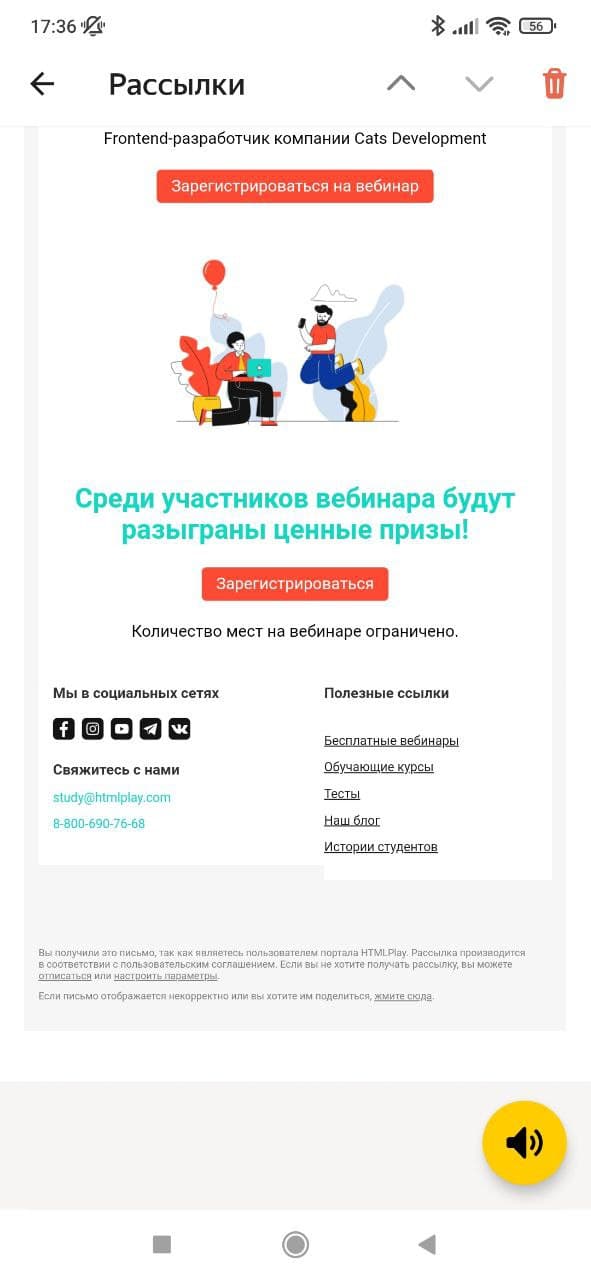 17:36
56
Рассылки
Frontend-разработчик компании Cats Development
Зарегистрироваться на вебинар
Среди участников вебинара будут
разыграны ценные призы!
Зарегистрироваться
Количество мест на вебинаре ограничено.
Мы в социальных сетях
Свяжитесь с нами
study@htmlplay.com
8-800-690-76-68
Полезные ссылки
Бесплатные вебинары
Обучающие курсы
Тесты
Наш блог
Истории студентов
Вы получили это письмо, так как являетесь пользователем портала HTMLPlay. Рассылка производится
в соответствии с пользовательским соглашением. Если вы не хотите получать рассылку, вы можете
отписаться или настроить параметры.
Если письмо отображается некорректно или вы хотите им поделиться, жмите сюда.